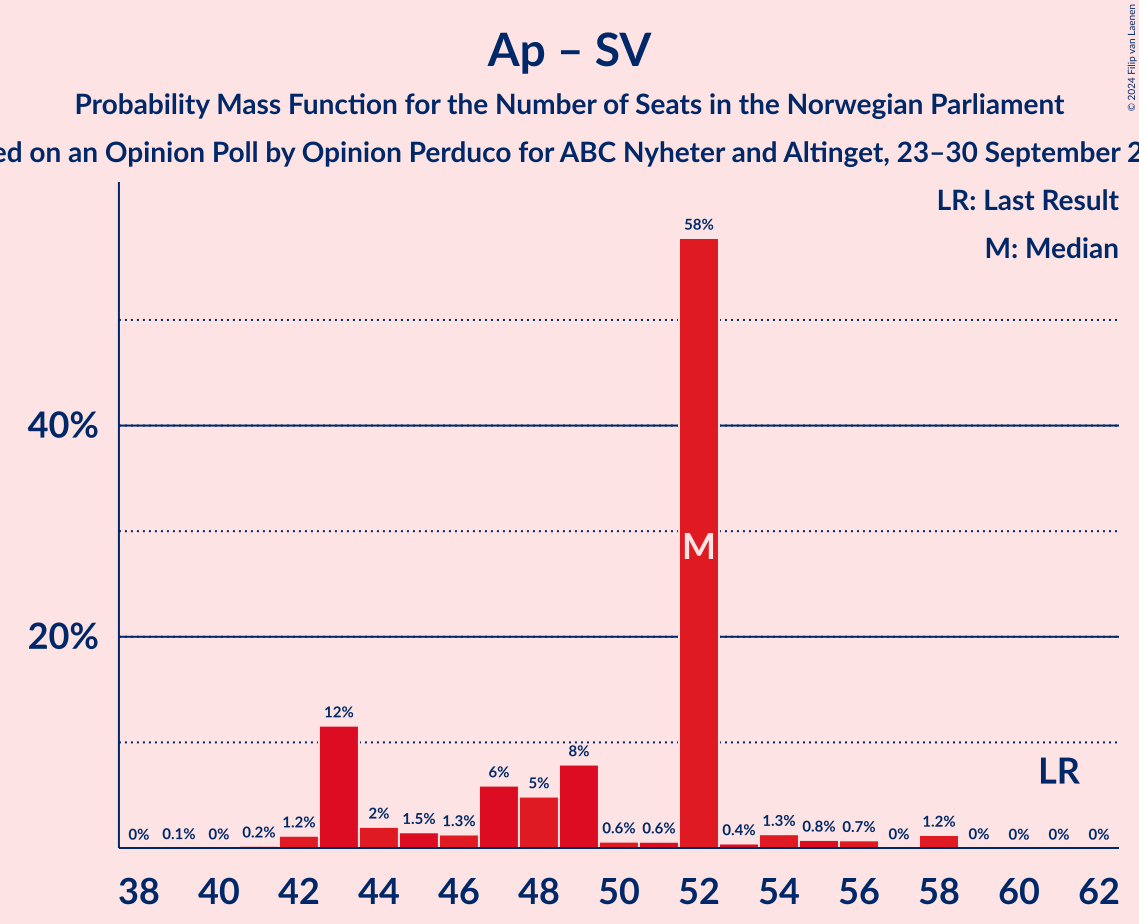 Ap – SV
Probability Mass Function for the Number of Seats in the Norwegian Parliament
on an Opinion Poll by Opinion Perduco for ABC Nyheter and Altinget, 23–30 September
© 2024 Filip van Laenen
LR: Last Result
M: Median
58%
40%
M
20%
12%
8%
LR
6%
5%
0% 0.1% 0% 0.2% 1.2% 2% 1.5% 1.3% 0.6% 0.6% 0.4% 1.3% 0.8% 0.7% 0% 1.2% 0% 0% 0% 0%
38 40 42 44 46 48 50 52 54 56 58 60 62